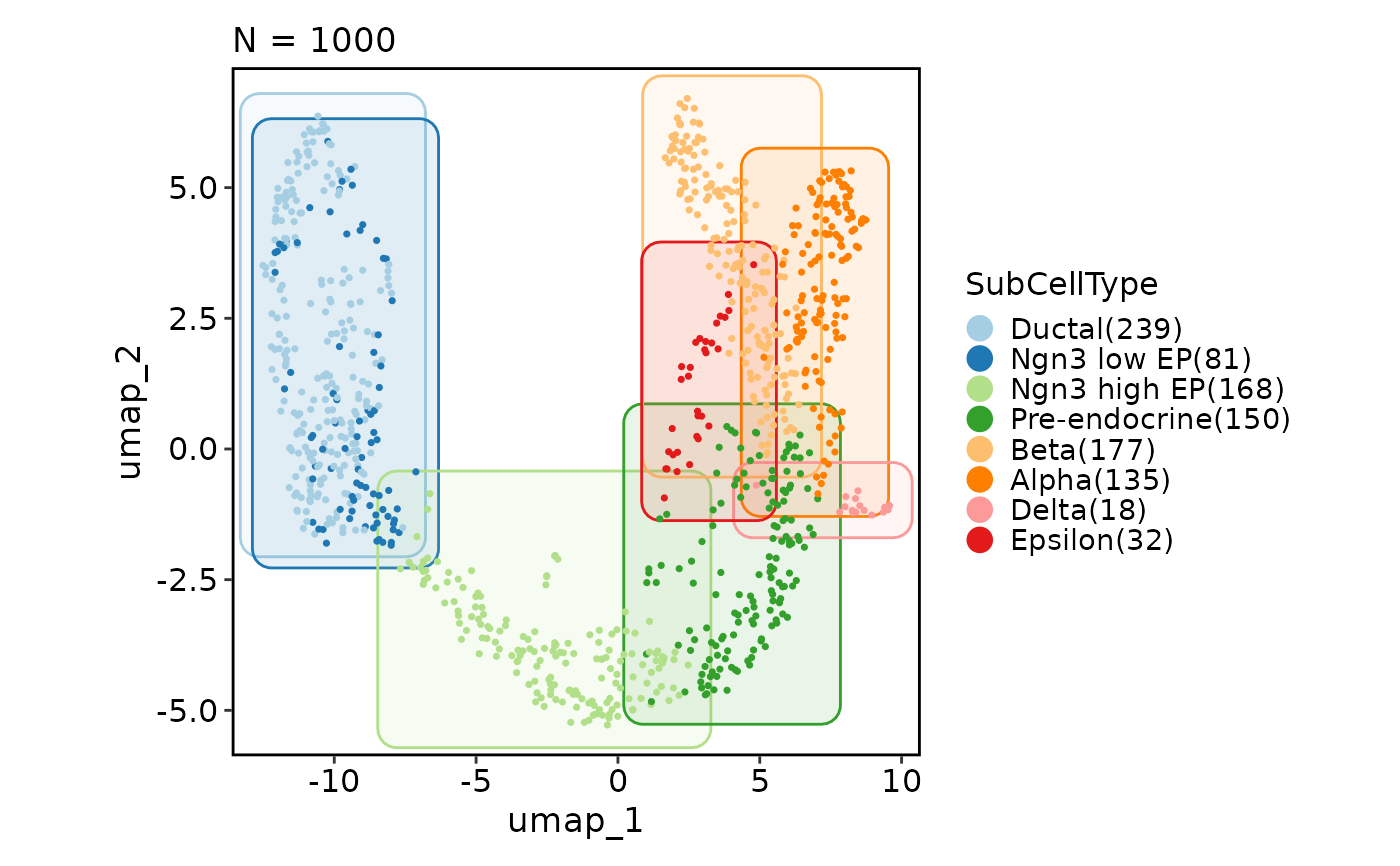 N = 1000
umap_2
5.0
2.5
0.0
-2.5
-5.0
-10 -5 0 5 10
umap_1
SubCellType
Ductal(239)
Ngn3 low EP(81)
Ngn3 high EP(168)
Pre-endocrine(150)
Beta(177)
Alpha(135)
Delta(18)
Epsilon(32)